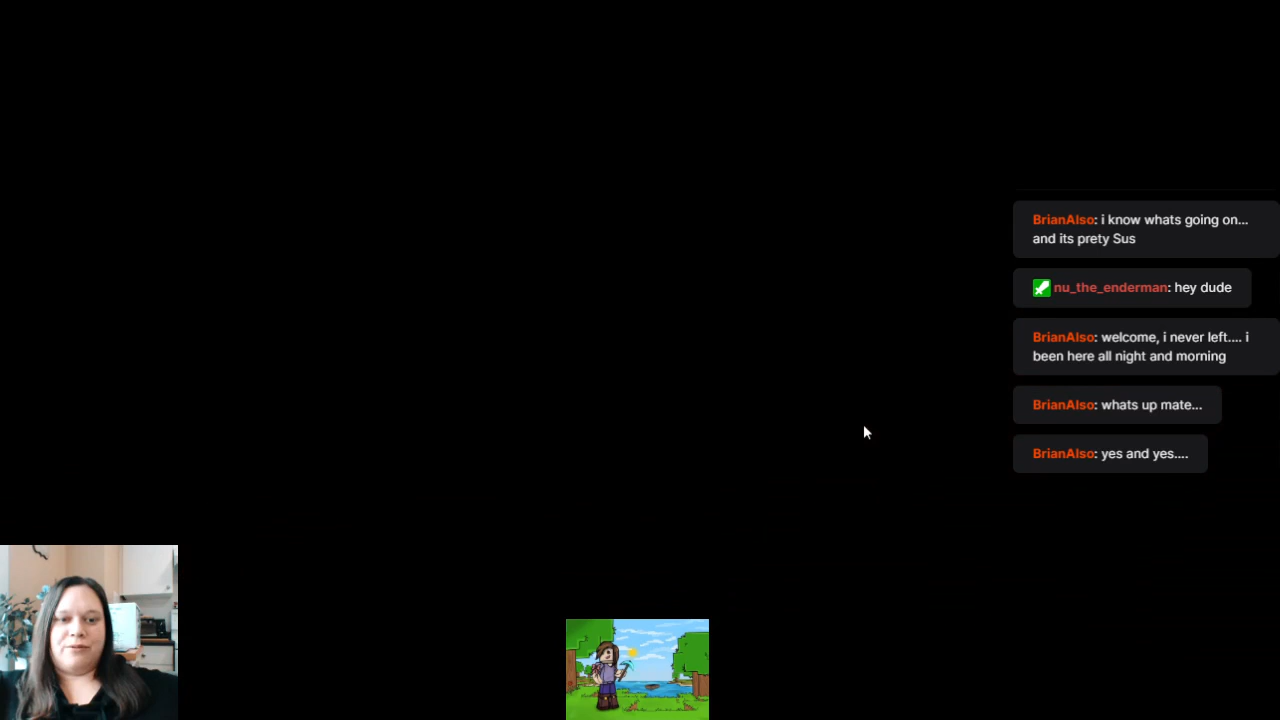 BrianAlso: i know whats going on...
and its prety Sus
nu_the_enderman: hey dude
BrianAlso: welcome, i never left.... i
been here all night and morning
BrianAlso: whats up mate...
BrianAlso: yes and yes....